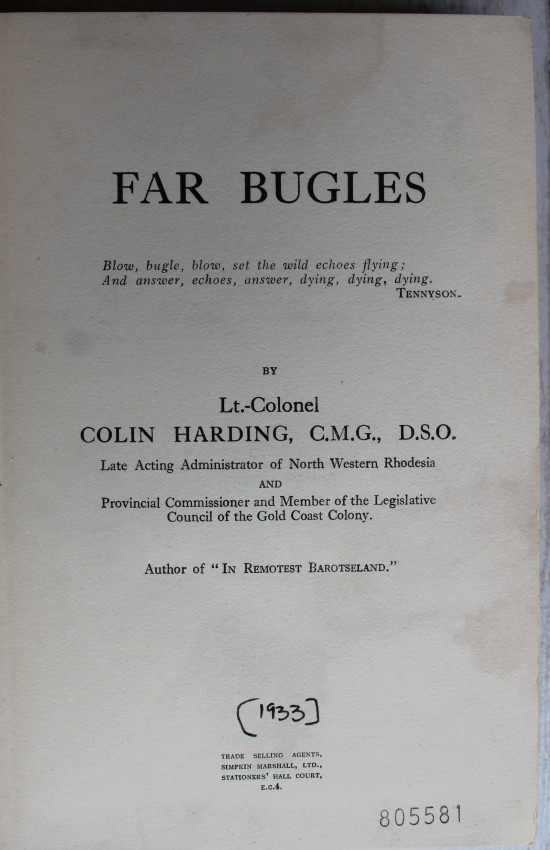 FAR BUGLES
Blow, bugle, blow, set the wild echoes flying;
And answer, echoes, answer, dying, dying, dying.
TENNYSON.
BY
Lt.-Colonel
COLIN HARDING, C.M.G., D.S.O.
Late Acting Administrator of North Western Rhodesia
AND
Provincial Commissioner and Member of the Legislative
Council of the Gold Coast Colony.
Author of "IN REMOTEST BAROTSELAND."
[1933]
TRADE SELLING AGENTS,
SIMPKIN MARSHALL, LTD.,
STATIONERS' HALL COURT,
E.C.4.
805581